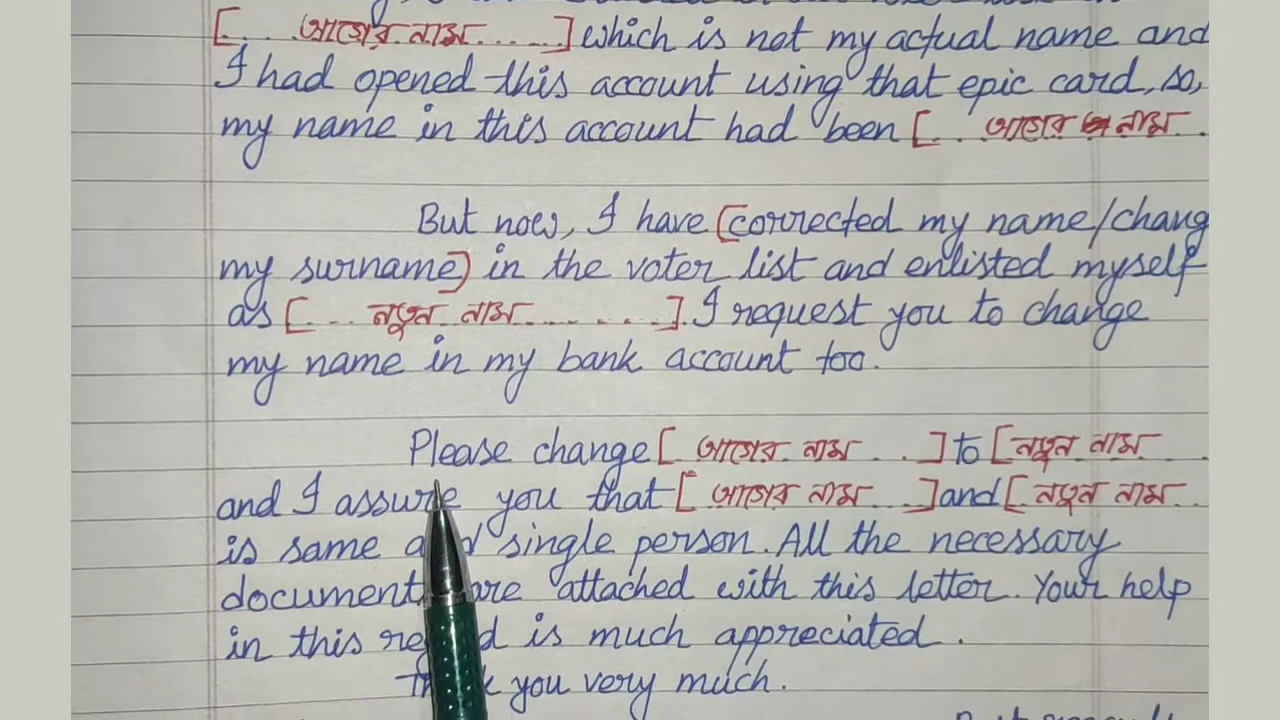 [... আগের নাম .....] which is not my actual name and
I had opened this account using that epic card, so,
my name in this account had been [... আগের নাম ..
But now, I have [corrected my name/chang
my surname] in the voter list and enlisted myself
as [... নতুন নাম .......]. I request you to change
my name in my bank account too.
Please change [.. আগের নাম ...] to [নতুন নাম ..
and I assure you that [.. আগের নাম ...] and [.. নতুন নাম ..
is same and single person. All the necessary
document are attached with this letter. Your help
in this regard is much appreciated.
Thank you very much.